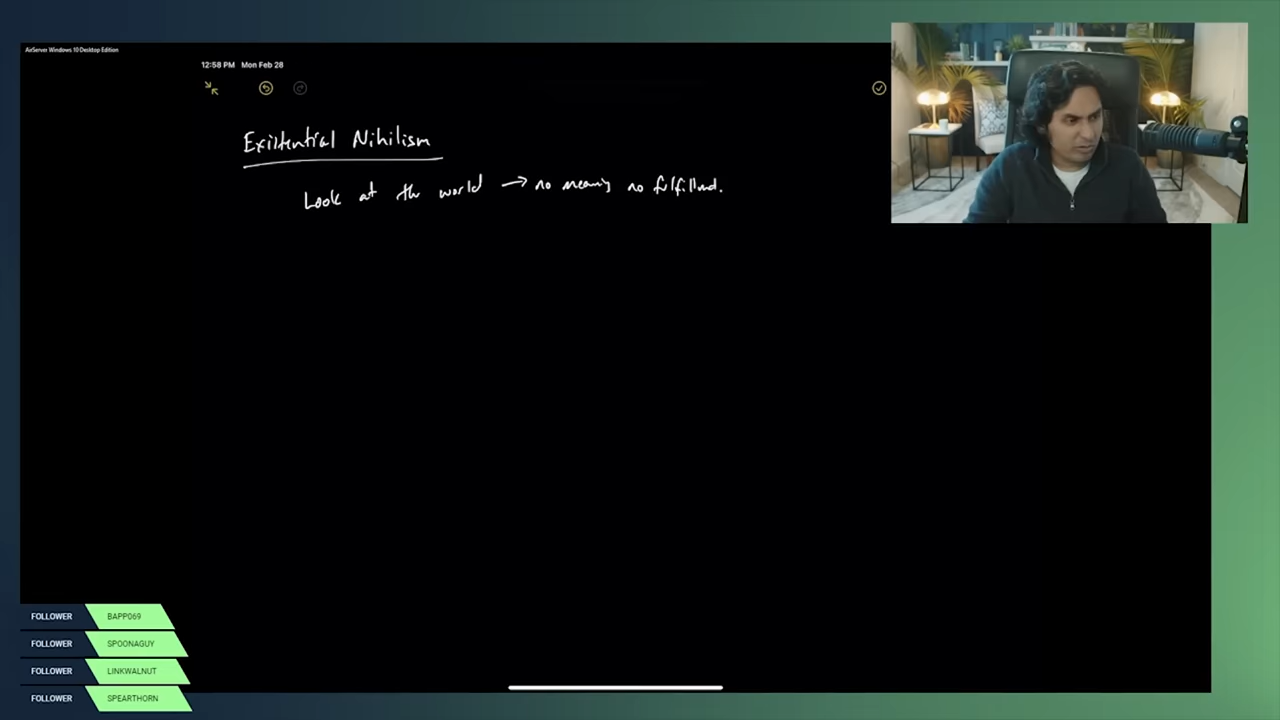 AirServer Windows 10 Desktop Edition
12:58 PM Mon Feb 28
Existential Nihilism
Look at the world → no meaning no fulfillmed.
FOLLOWER BAPP069
FOLLOWER SPOONAGUY
FOLLOWER LINKWALNUT
FOLLOWER SPEARTHORN